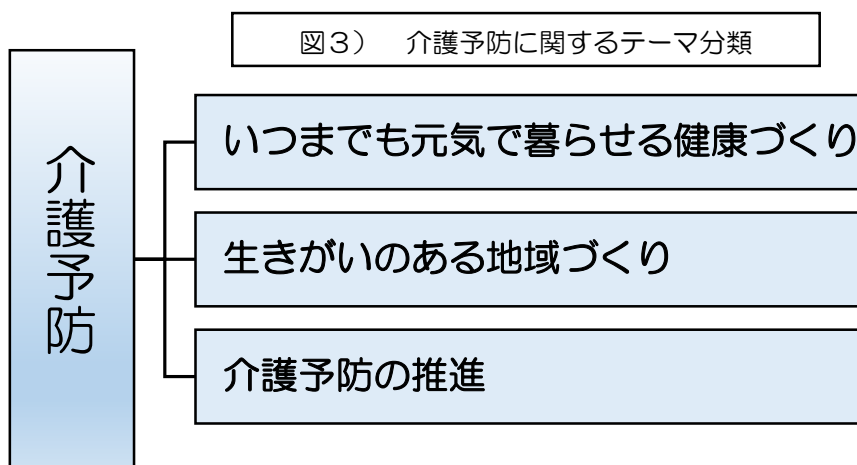 図３） 介護予防に関するテーマ分類
介護予防
いつまでも元気で暮らせる健康づくり
生きがいのある地域づくり
介護予防の推進